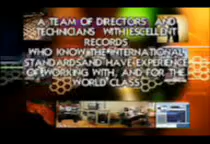 A TEAM OF DIRECTORS AND
TECHNICIANS WITH ESCELLENT
RECORDS
WHO KNOW THE INTERNATIONAL
STANDARDS AND HAVE EXPERIENCE
OF WORKING WITH, AND FOR THE
WORLD CLASS